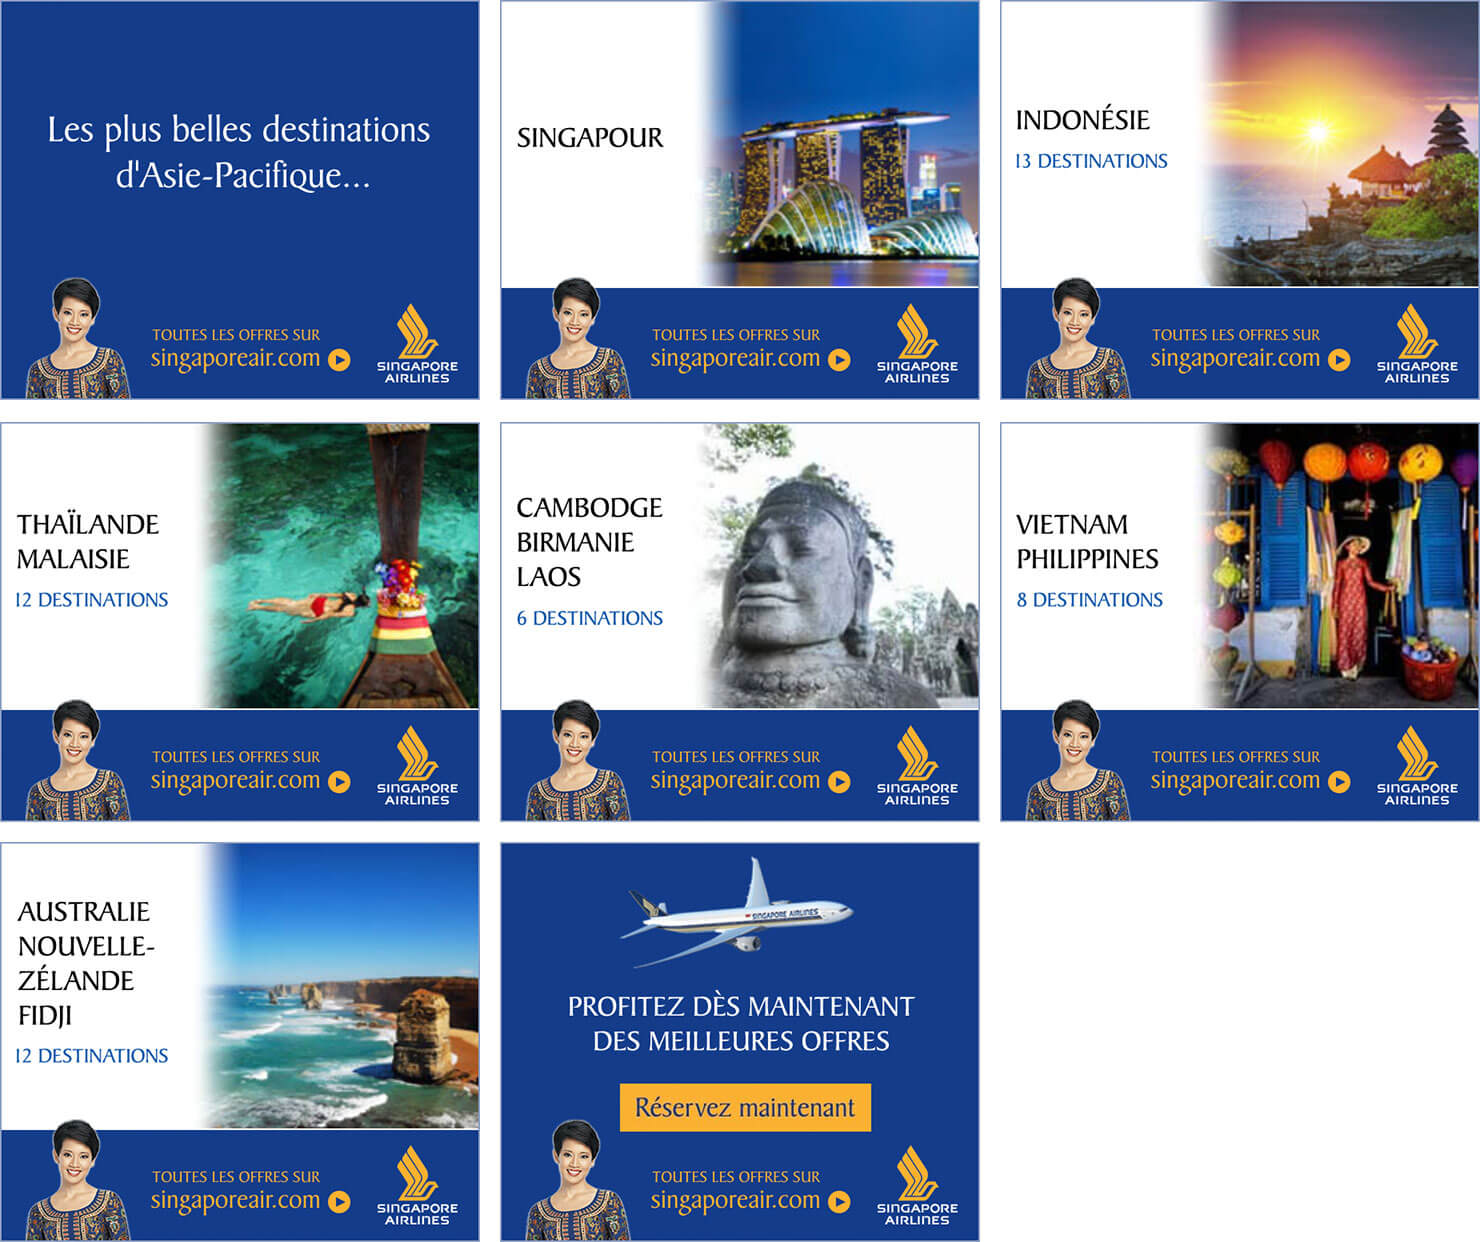 Les plus belles destinations
d'Asie-Pacifique...
TOUTES LES OFFRES SUR
singaporeair.com
SINGAPORE
AIRLINES
SINGAPOUR
TOUTES LES OFFRES SUR
singaporeair.com
SINGAPORE
AIRLINES
INDONÉSIE
13 DESTINATIONS
TOUTES LES OFFRES SUR
singaporeair.com
SINGAPORE
AIRLINES
THAÏLANDE
MALAISIE
12 DESTINATIONS
TOUTES LES OFFRES SUR
singaporeair.com
SINGAPORE
AIRLINES
CAMBODGE
BIRMANIE
LAOS
6 DESTINATIONS
TOUTES LES OFFRES SUR
singaporeair.com
SINGAPORE
AIRLINES
VIETNAM
PHILIPPINES
8 DESTINATIONS
TOUTES LES OFFRES SUR
singaporeair.com
SINGAPORE
AIRLINES
AUSTRALIE
NOUVELLE-
ZÉLANDE
FIDJI
12 DESTINATIONS
TOUTES LES OFFRES SUR
singaporeair.com
SINGAPORE
AIRLINES
SINGAPORE AIRLINES
PROFITEZ DÈS MAINTENANT
DES MEILLEURES OFFRES
Réservez maintenant
TOUTES LES OFFRES SUR
singaporeair.com
SINGAPORE
AIRLINES